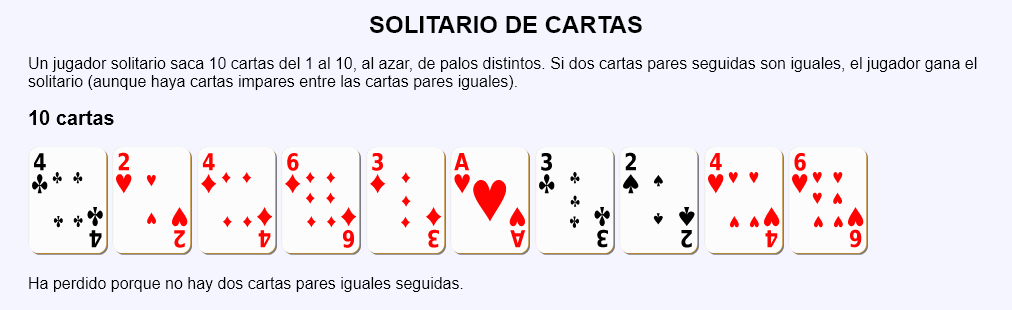 SOLITARIO DE CARTAS
Un jugador solitario saca 10 cartas del 1 al 10, al azar, de palos distintos. Si dos cartas pares seguidas son iguales, el jugador gana el
solitario (aunque haya cartas impares entre las cartas pares iguales).
10 cartas
4 2 4 6 3 A 3 2 4 6
4 2 4 6 3 A 3 2 4 6
Ha perdido porque no hay dos cartas pares iguales seguidas.